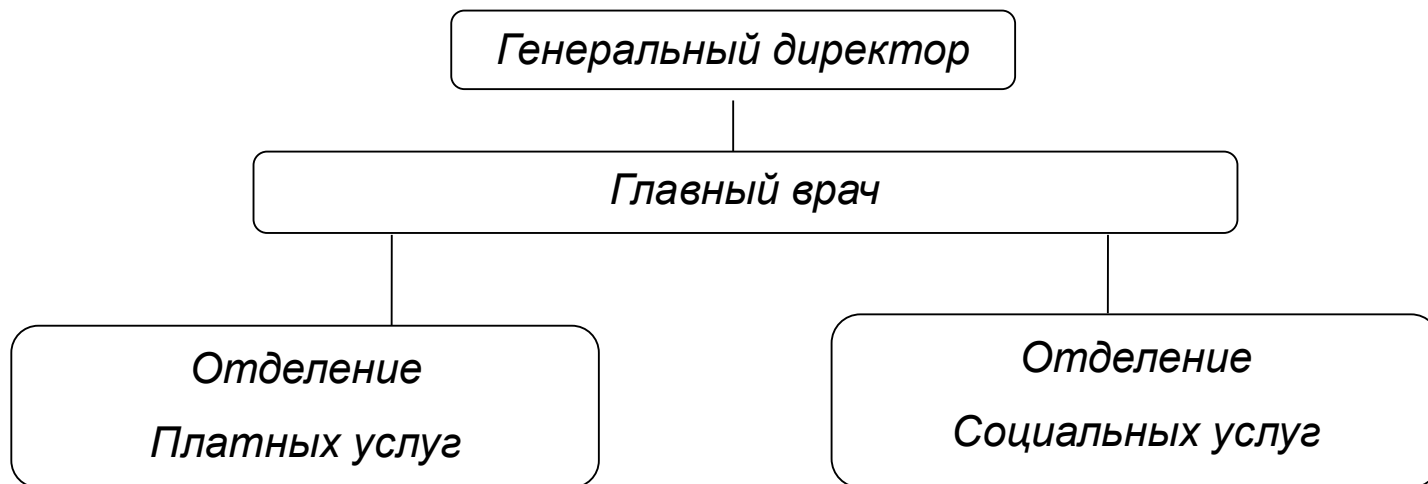 Генеральный директор
Главный врач
Отделение
Платных услуг
Отделение
Социальных услуг